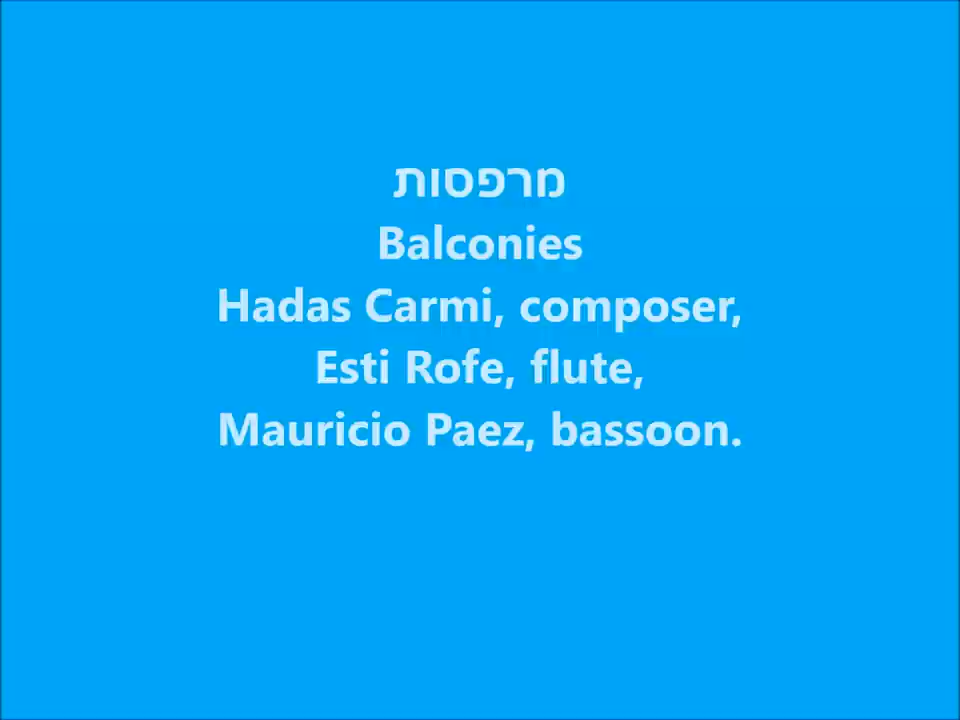 מרפסות
Balconies
Hadas Carmi, composer,
Esti Rofe, flute,
Mauricio Paez, bassoon.